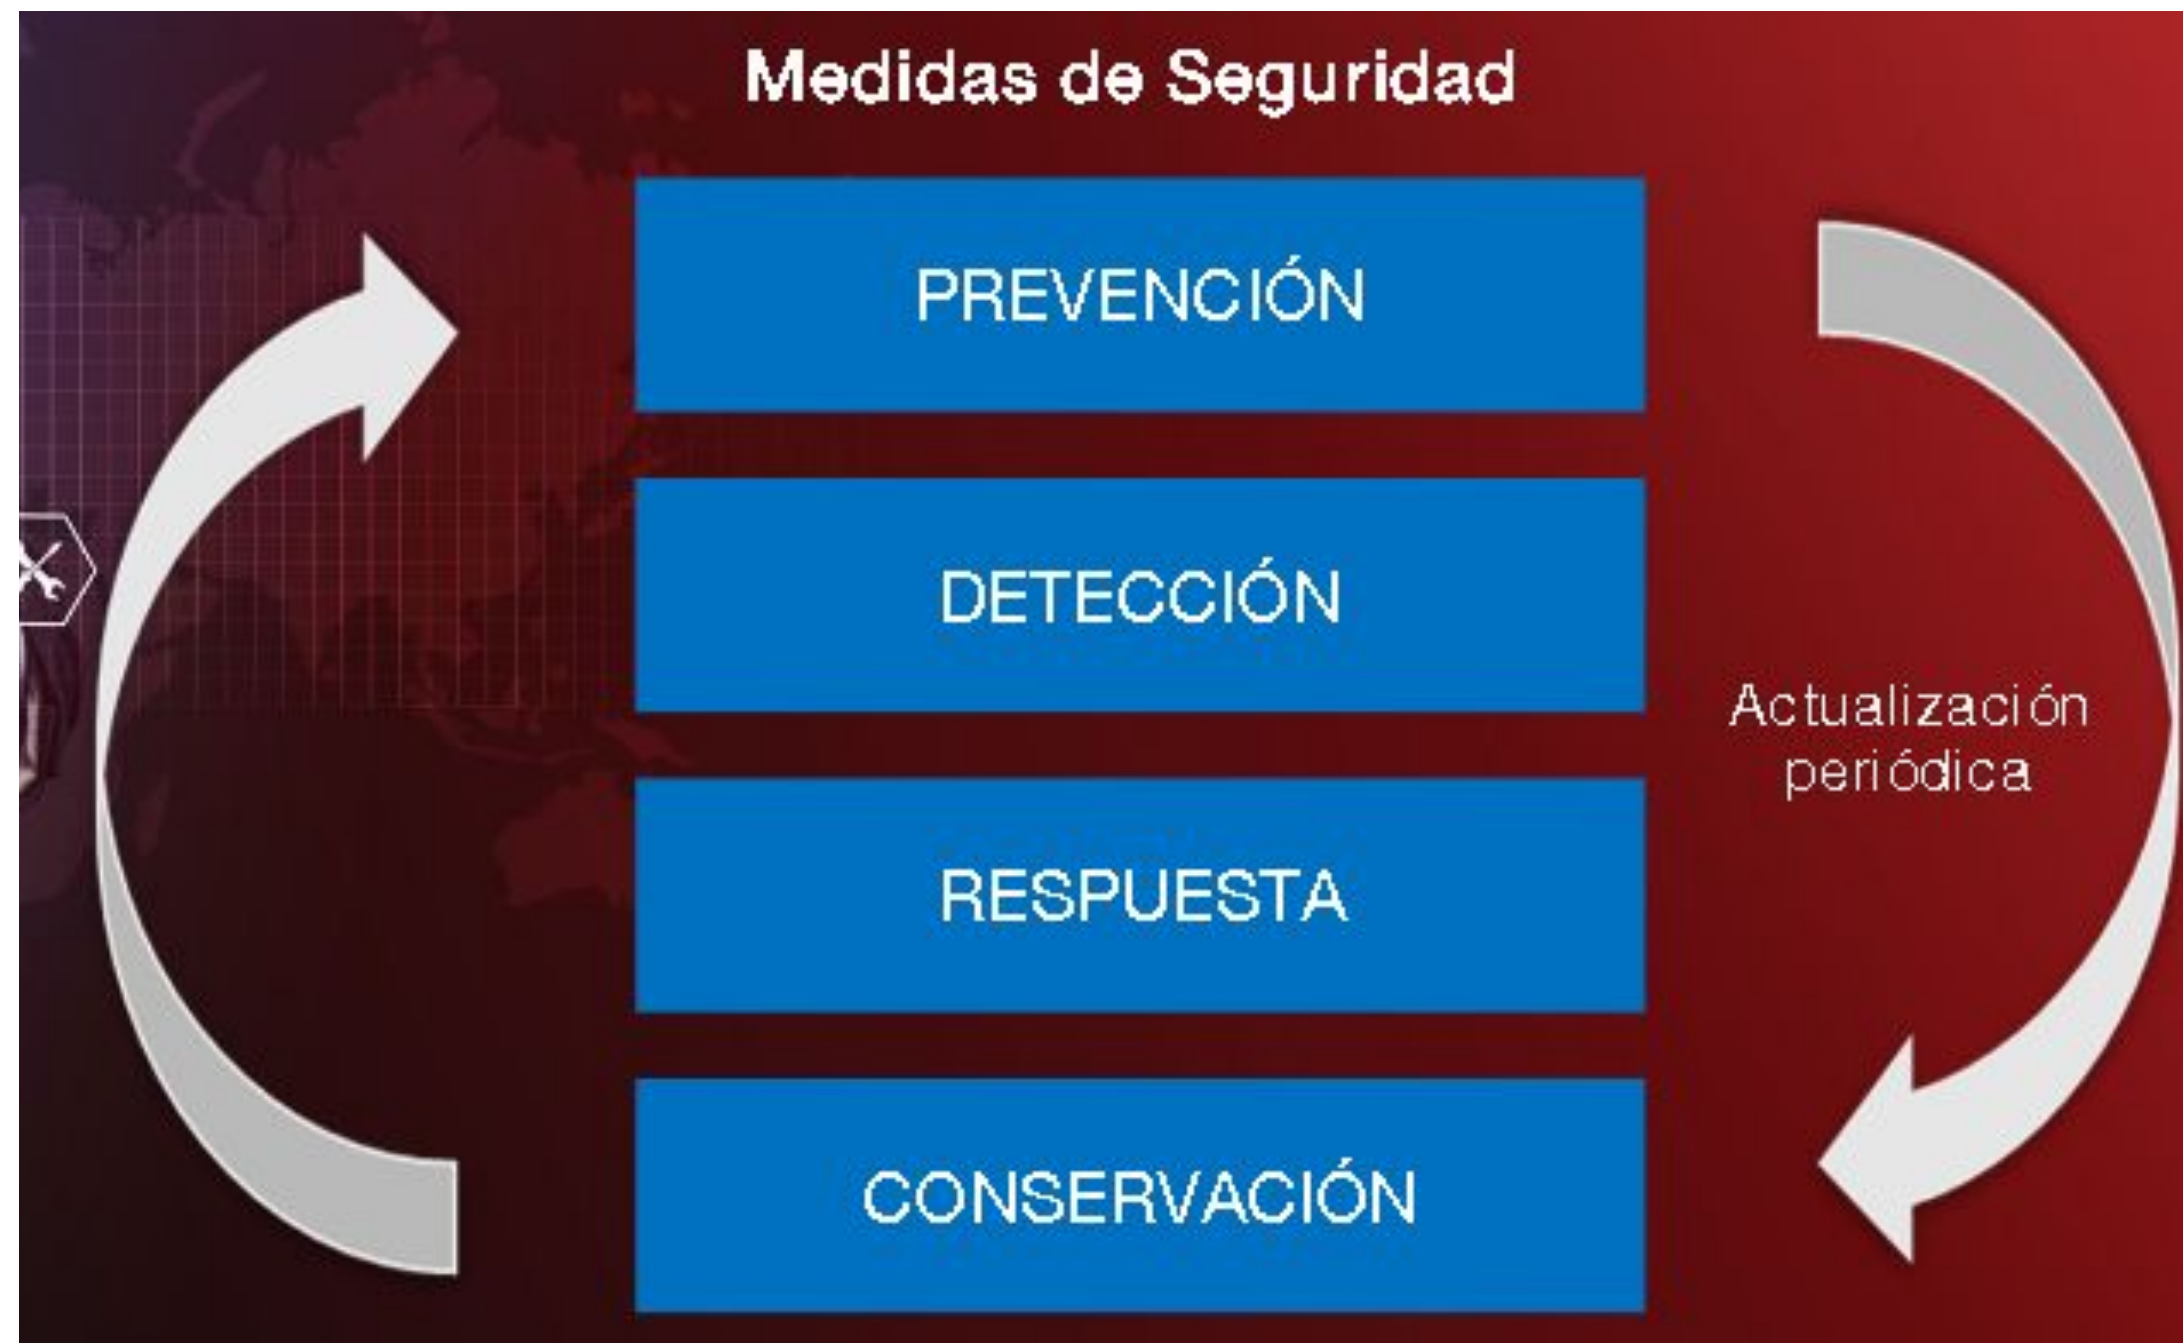 Medidas de Seguridad
PREVENCIÓN
DETECCIÓN
Actualización
periódica
RESPUESTA
CONSERVACIÓN